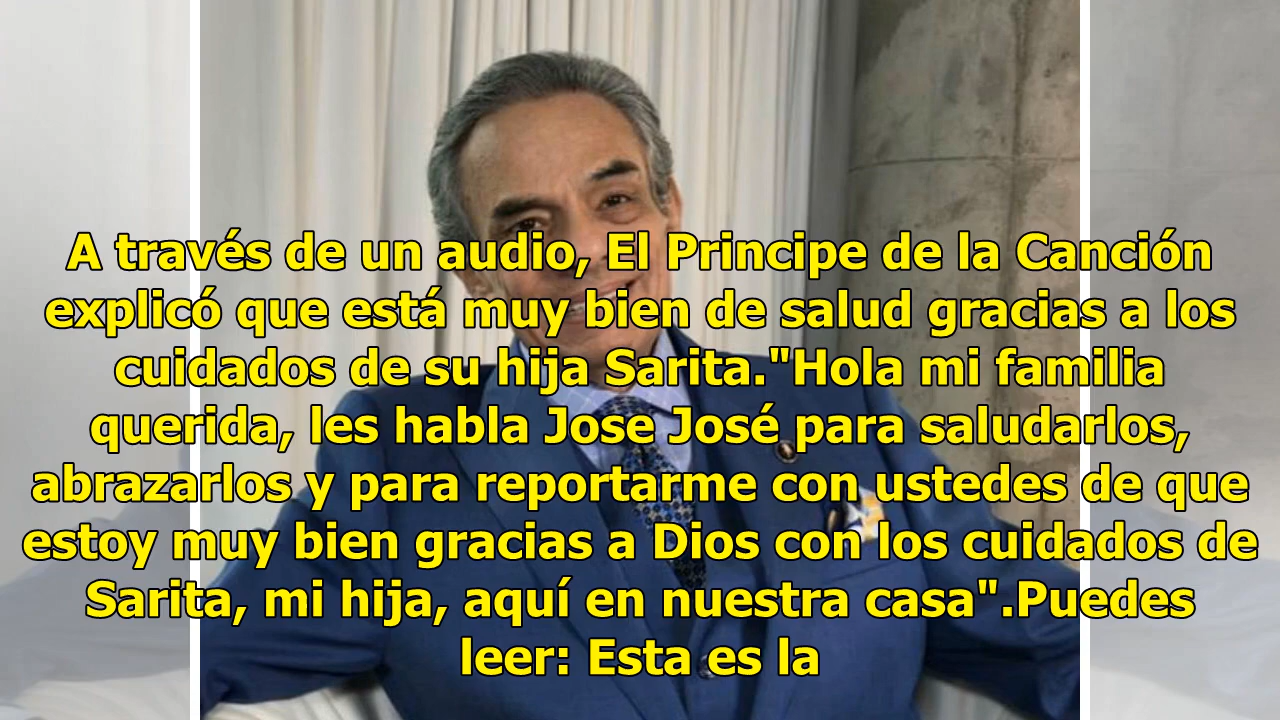 A través de un audio, El Principe de la Canción
explicó que está muy bien de salud gracias a los
cuidados de su hija Sarita."Hola mi familia
querida, les habla Jose José para saludarlos,
abrazarlos y para reportarme con ustedes de que
estoy muy bien gracias a Dios con los cuidados de
Sarita, mi hija, aquí en nuestra casa".Puedes
leer: Esta es la